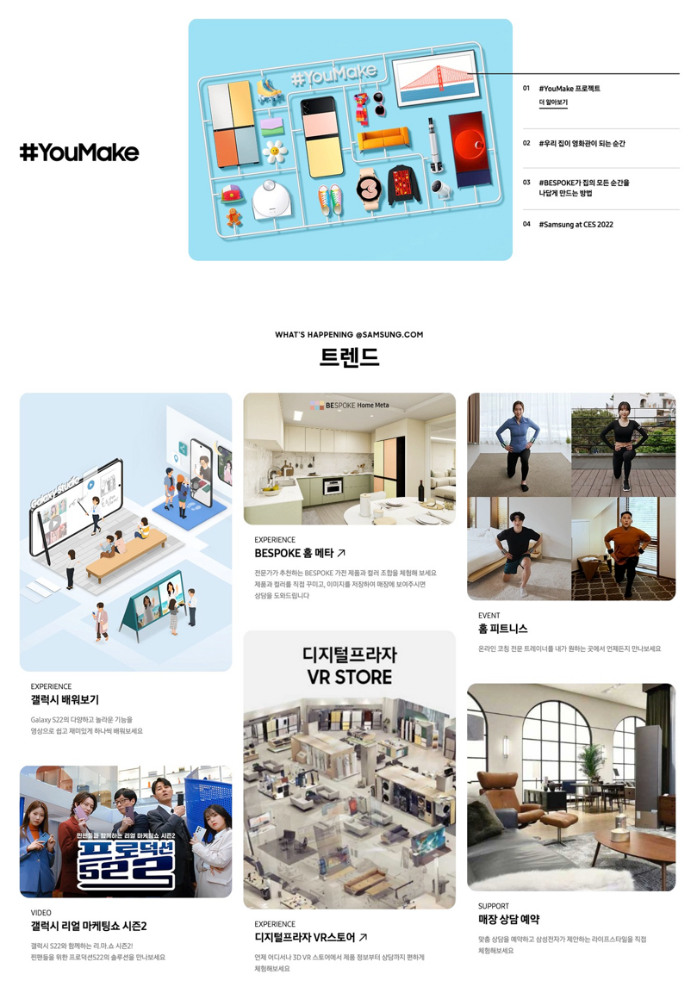 #YouMake
#YouMake
01 #YouMake 프로젝트
더 알아보기
02 #우리 집이 영화관이 되는 순간
03 #BESPOKE가 집의 모든 순간을
나답게 만드는 방법
04 #Samsung at CES 2022
WHAT'S HAPPENING @SAMSUNG.COM
트렌드
Galaxy Studio
EXPERIENCE
갤럭시 배워보기
Galaxy S22의 다양하고 놀라운 기능을
영상으로 쉽고 재미있게 하나씩 배워보세요
찐팬들과 함께하는 리얼 마케팅쇼 시즌2
프로덕션
522
VIDEO
갤럭시 리얼 마케팅쇼 시즌2
갤럭시 S22와 함께하는 리.마.쇼 시즌2!
찐팬들을 위한 프로덕션522의 솔루션을 만나보세요
BESPOKE Home Meta
EXPERIENCE
BESPOKE 홈 메타
전문가가 추천하는 BESPOKE 가전 제품과 컬러 조합을 체험해 보세요
제품과 컬러를 직접 꾸미고, 이미지를 저장하여 매장에 보여주시면
상담을 도와드립니다
디지털프라자
VR STORE
EXPERIENCE
디지털프라자 VR스토어
언제 어디서나 3D VR 스토어에서 제품 정보부터 상담까지 편하게
체험해보세요
EVENT
홈 피트니스
온라인 코칭 전문 트레이너를 내가 원하는 곳에서 언제든지 만나보세요
SUPPORT
매장 상담 예약
맞춤 상담을 예약하고 삼성전자가 제안하는 라이프스타일을 직접
체험해보세요